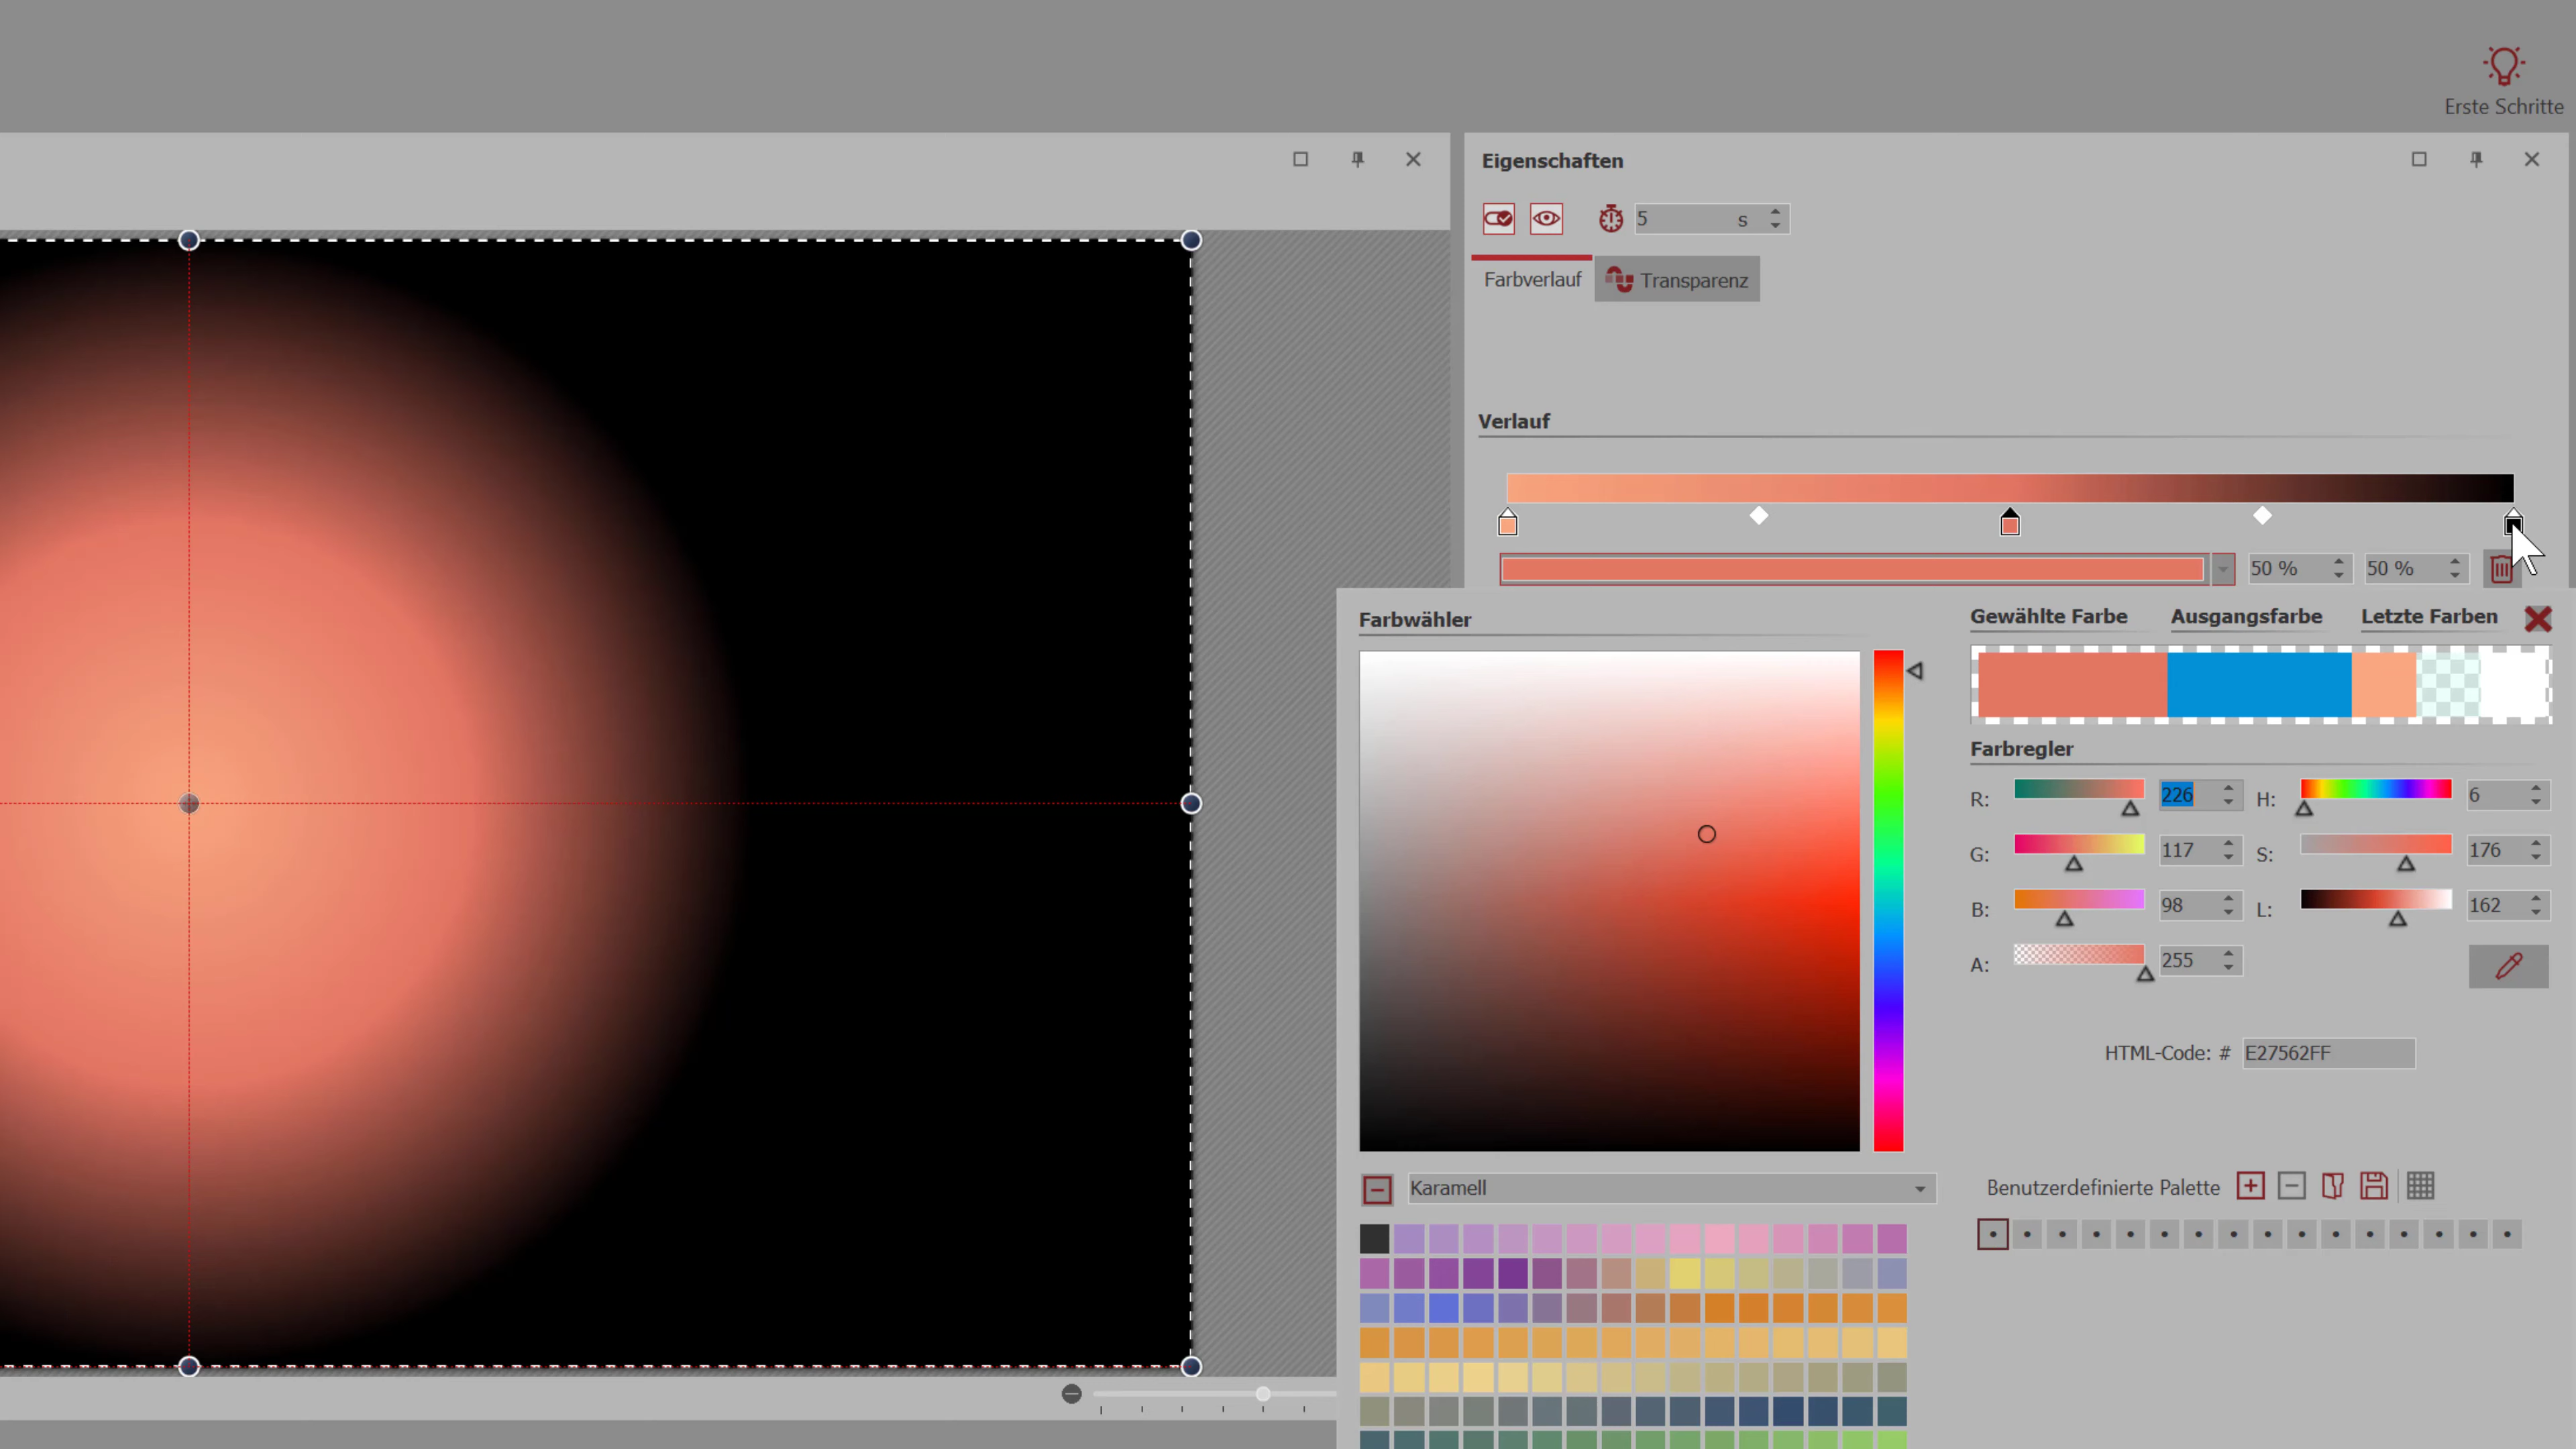 Erste Schritte
Eigenschaften
5 s
Farbverlauf Transparenz
Verlauf
50 % 50 %
Farbwähler
Gewählte Farbe Ausgangsfarbe Letzte Farben
Farbregler
R: 226 H: 6
G: 117 S: 176
B: 98 L: 162
A: 255
HTML-Code: # E27562FF
Karamell
Benutzerdefinierte Palette